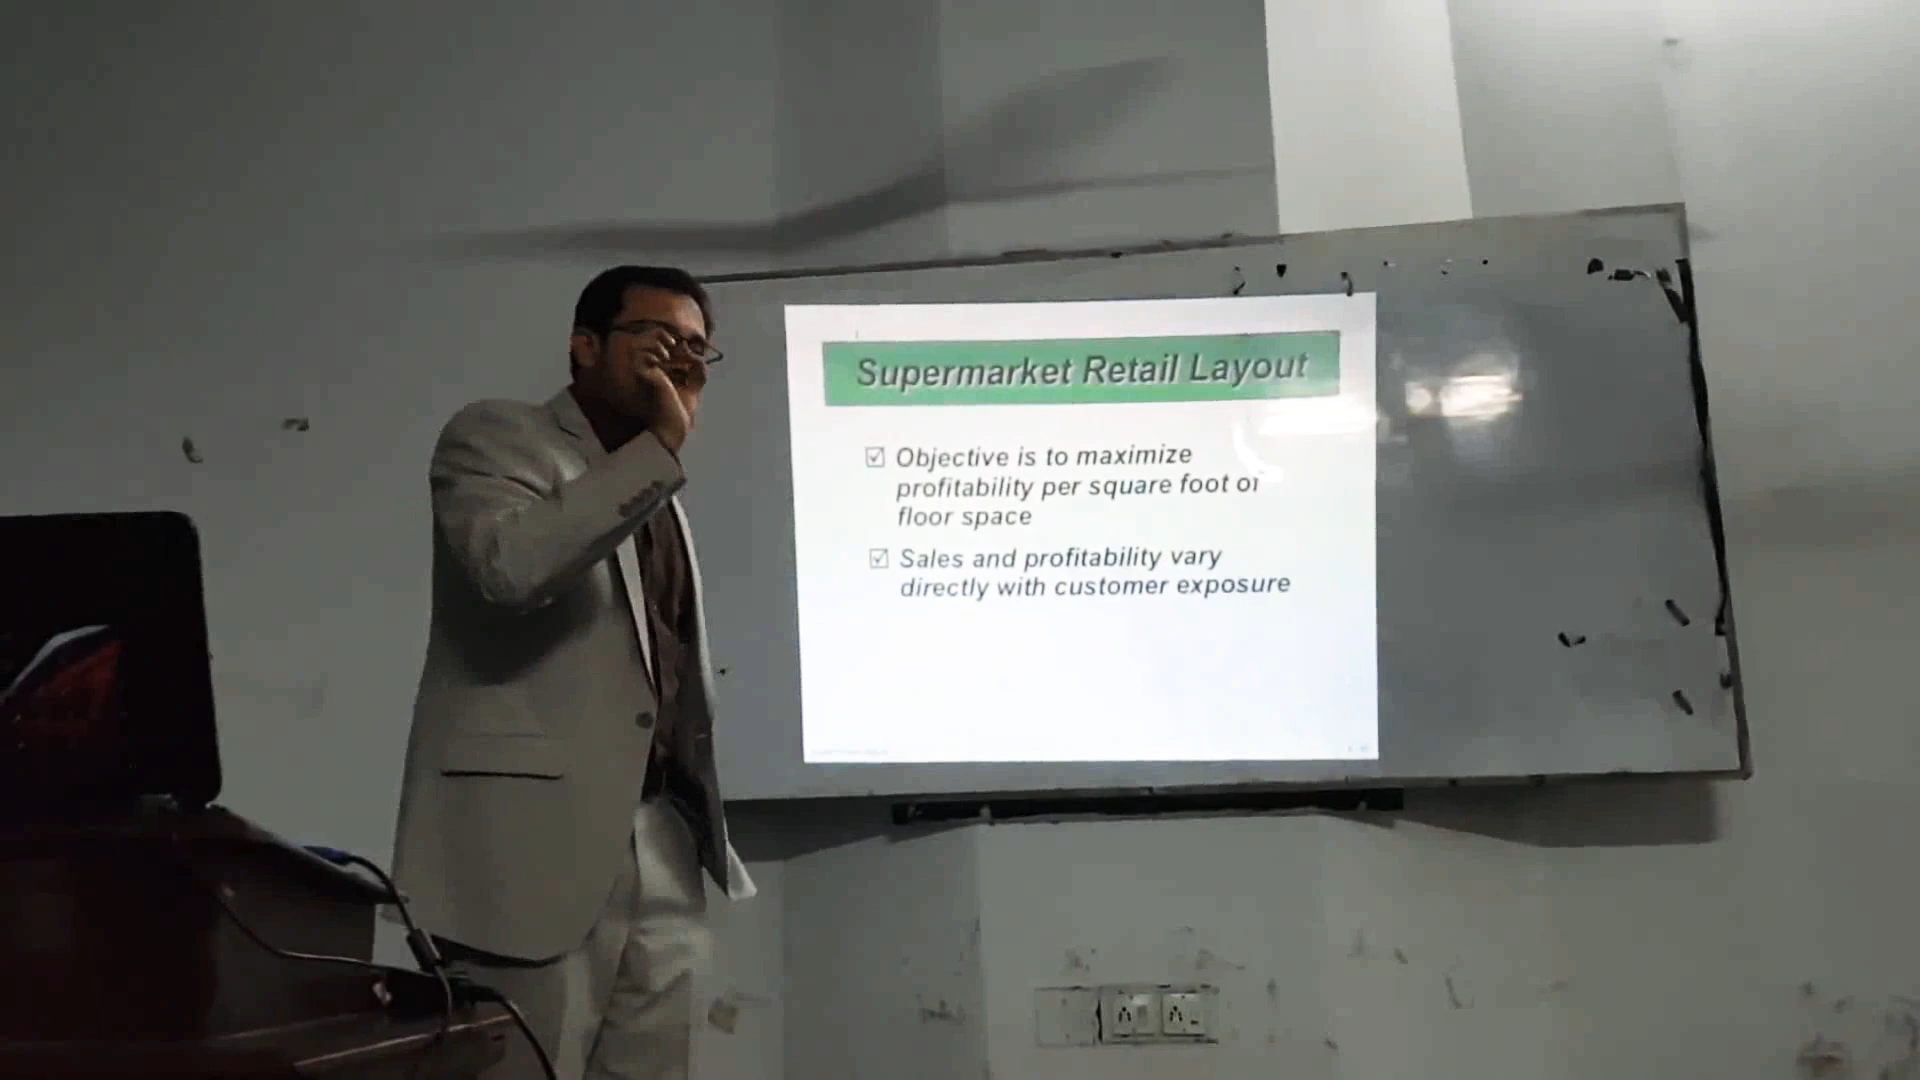 Supermarket Retail Layout
☑ Objective is to maximize
profitability per square foot of
floor space
☑ Sales and profitability vary
directly with customer exposure